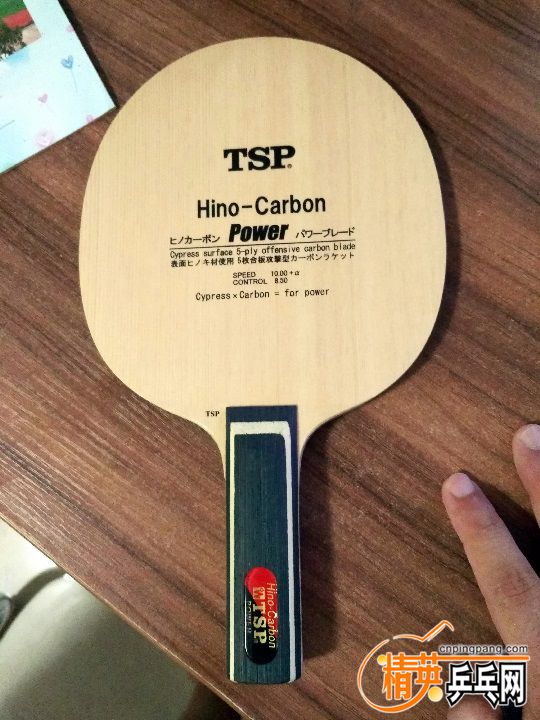 TSP®
Hino-Carbon
ヒノカーボン Power パワーブレード
Cypress surface 5-ply offensive carbon blade
表面ヒノキ材使用 5枚合板攻撃型カーボンラケット
SPEED 10.00+α
CONTROL 8.50
Cypress×Carbon = for power
TSP
Hino-Carbon
TSP
POWER
cnpingpang.com
精英乒乓网